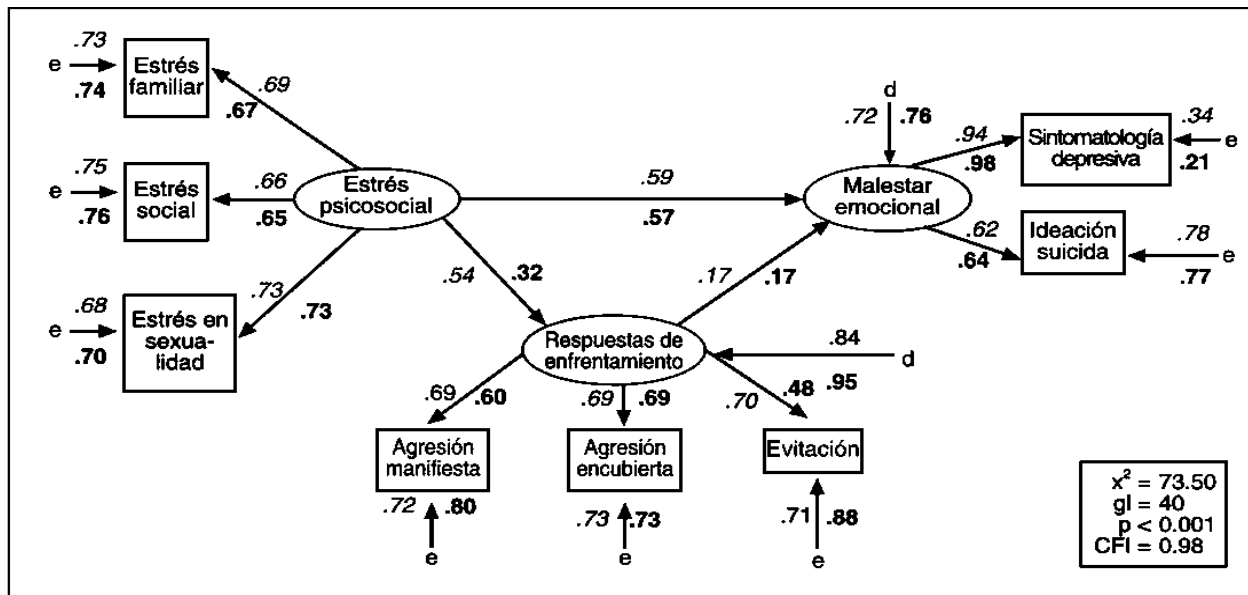 .73
e
.74
Estrés
familiar
.69
.67
.75
e
.76
Estrés
social
.66
.65
Estrés
psicosocial
.59
.57
d
.72 .76
Malestar
emocional
.94
.98
Sintomatología
depresiva
.34
e
.21
.62
.64
Ideación
suicida
.78
e
.77
.68
e
.70
Estrés en
sexua-
lidad
.73
.73
.54
.32
.17
.17
Respuestas de
enfrentamiento
.84
d
.95
.69
.60
.69
.69
.70
.48
Agresión
manifiesta
Agresión
encubierta
Evitación
.72 .80
e
.73 .73
e
.71 .88
e
x² = 73.50
gl = 40
p < 0.001
CFI = 0.98